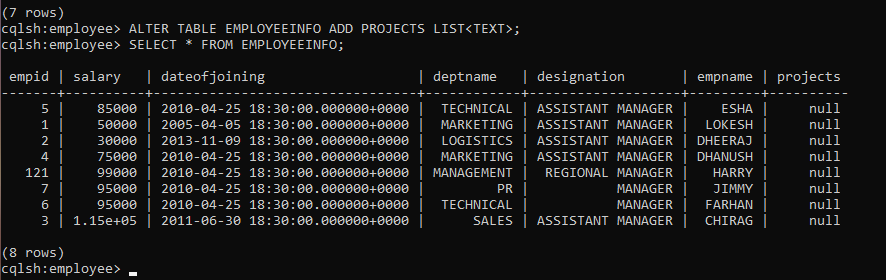 (7 rows)
cqlsh:employee> ALTER TABLE EMPLOYEEINFO ADD PROJECTS LIST<TEXT>;
cqlsh:employee> SELECT * FROM EMPLOYEEINFO;
empid | salary | dateofjoining | deptname | designation | empname | projects
-------+----------+---------------------------------+------------+-------------------+---------+----------
5 | 85000 | 2010-04-25 18:30:00.000000+0000 | TECHNICAL | ASSISTANT MANAGER | ESHA | null
1 | 50000 | 2005-04-05 18:30:00.000000+0000 | MARKETING | ASSISTANT MANAGER | LOKESH | null
2 | 30000 | 2013-11-09 18:30:00.000000+0000 | LOGISTICS | ASSISTANT MANAGER | DHEERAJ | null
4 | 75000 | 2010-04-25 18:30:00.000000+0000 | MARKETING | ASSISTANT MANAGER | DHANUSH | null
121 | 99000 | 2010-04-25 18:30:00.000000+0000 | MANAGEMENT | REGIONAL MANAGER | HARRY | null
7 | 95000 | 2010-04-25 18:30:00.000000+0000 | PR | MANAGER | JIMMY | null
6 | 95000 | 2010-04-25 18:30:00.000000+0000 | TECHNICAL | MANAGER | FARHAN | null
3 | 1.15e+05 | 2011-06-30 18:30:00.000000+0000 | SALES | ASSISTANT MANAGER | CHIRAG | null
(8 rows)
cqlsh:employee>